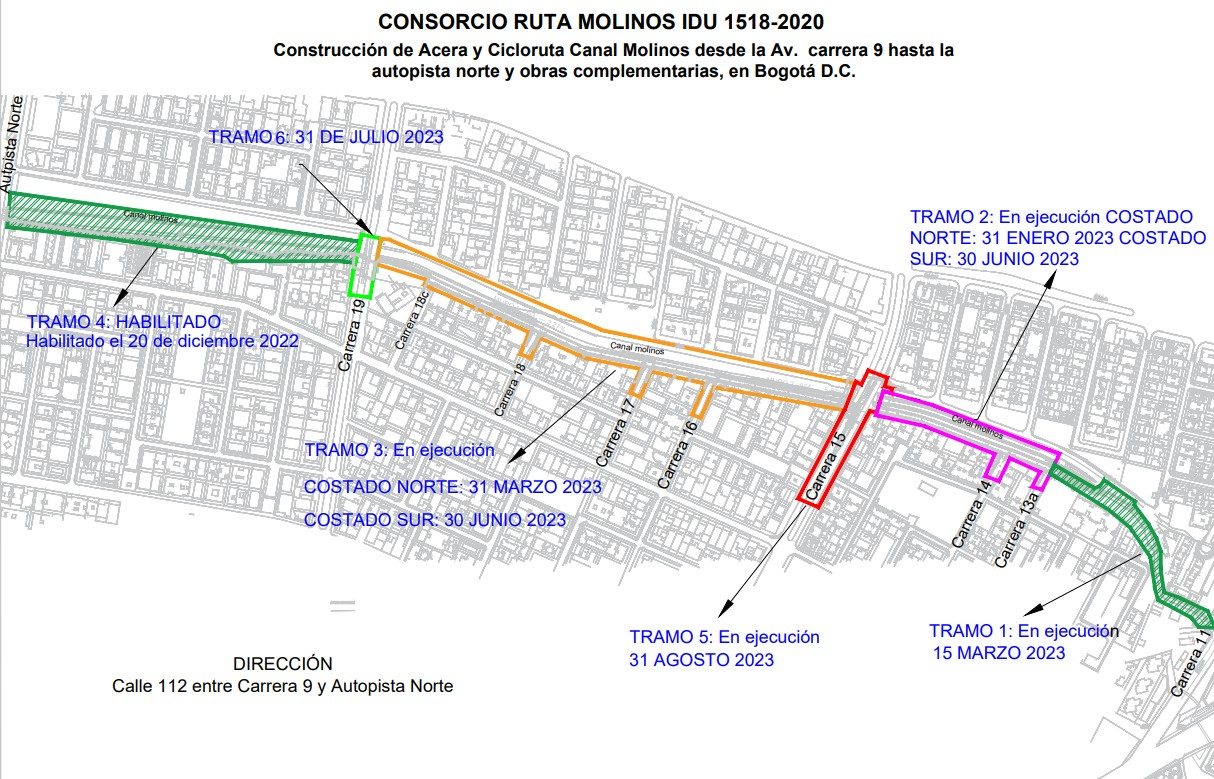 CONSORCIO RUTA MOLINOS IDU 1518-2020
Construcción de Acera y Cicloruta Canal Molinos desde la Av. carrera 9 hasta la
autopista norte y obras complementarias, en Bogotá D.C.
Autpista Norte
TRAMO 6: 31 DE JULIO 2023
Canal molinos
TRAMO 2: En ejecución COSTADO
NORTE: 31 ENERO 2023 COSTADO
SUR: 30 JUNIO 2023
TRAMO 4: HABILITADO
Habilitado el 20 de diciembre 2022
Carrera 19
Carrera 18c
Canal molinos
Carrera 18
Carrera 17
Carrera 16
Carrera 15
Canal molinos
Carrera 14
Carrera 13a
TRAMO 3: En ejecución
COSTADO NORTE: 31 MARZO 2023
COSTADO SUR: 30 JUNIO 2023
TRAMO 5: En ejecución
31 AGOSTO 2023
TRAMO 1: En ejecución
15 MARZO 2023
Carrera 11
DIRECCIÓN
Calle 112 entre Carrera 9 y Autopista Norte